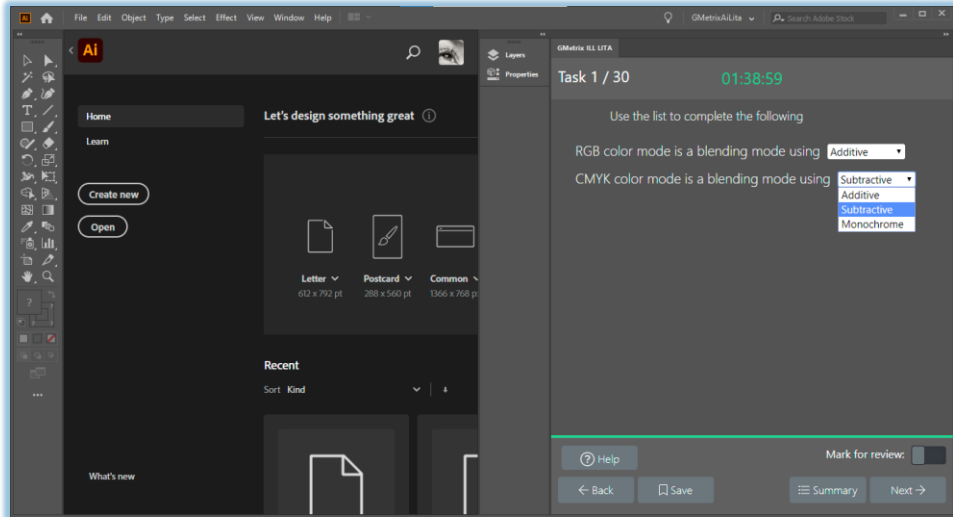 Ai File Edit Object Type Select Effect View Window Help GMetrixAiLita Search Adobe Stock
Ai
Layers
Properties
GMetrix ILL LITA
Task 1 / 30 01:38:59
Home
Learn
Create new
Open
What's new
Let's design something great
Letter Postcard Common
612 x 792 pt 288 x 560 pt 1366 x 768 p
Recent
Sort Kind
Use the list to complete the following
RGB color mode is a blending mode using Additive
CMYK color mode is a blending mode using Subtractive
Additive
Subtractive
Monochrome
? Help Mark for review:
Back Save Summary Next